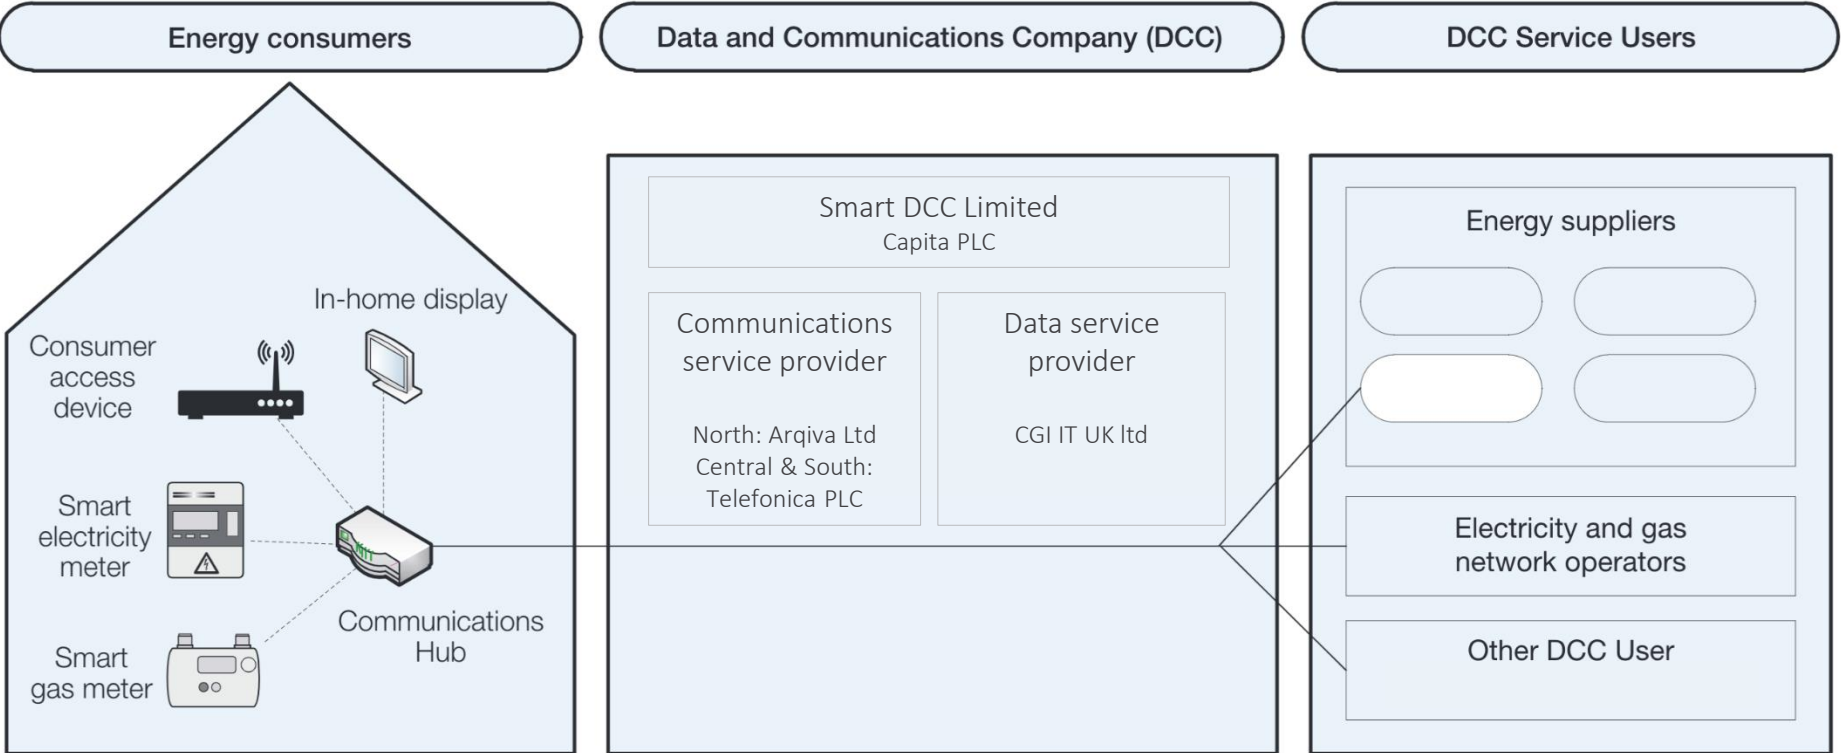 Energy consumers
Data and Communications Company (DCC)
DCC Service Users
In-home display
Consumer
access
device
Smart
electricity
meter
Smart
gas meter
Communications
Hub
Smart DCC Limited
Capita PLC
Communications
service provider
North: Arqiva Ltd
Central & South:
Telefonica PLC
Data service
provider
CGI IT UK ltd
Energy suppliers
Electricity and gas
network operators
Other DCC User